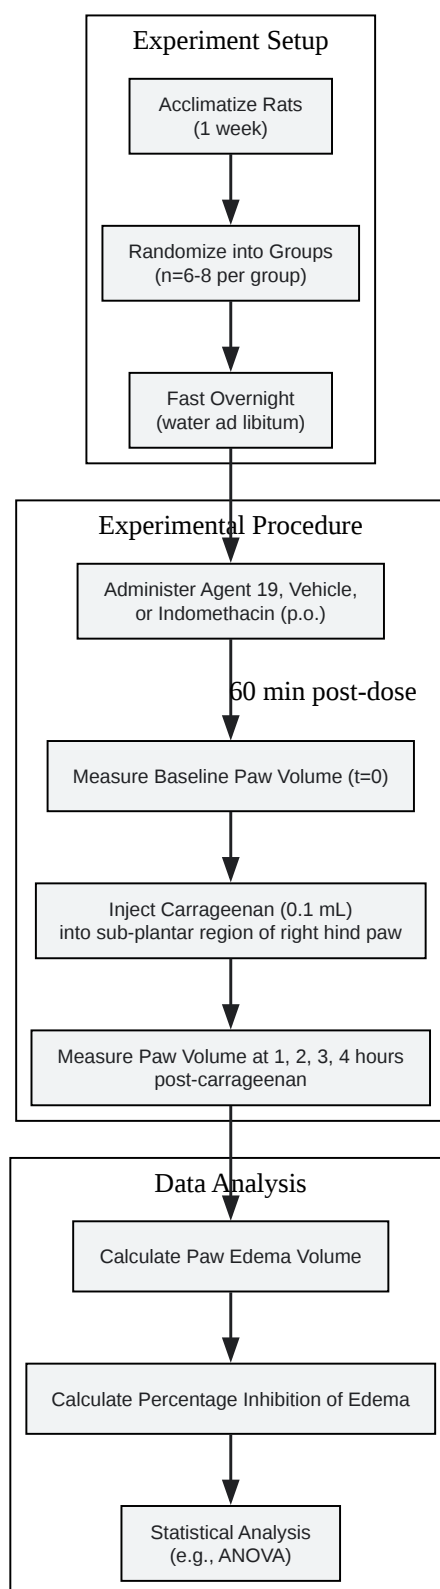 Experiment Setup
Acclimatize Rats
(1 week)
Randomize into Groups
(n=6-8 per group)
Fast Overnight
(water ad libitum)
Experimental Procedure
Administer Agent 19, Vehicle,
or Indomethacin (p.o.)
60 min post-dose
Measure Baseline Paw Volume (t=0)
Inject Carrageenan (0.1 mL)
into sub-plantar region of right hind paw
Measure Paw Volume at 1, 2, 3, 4 hours
post-carrageenan
Data Analysis
Calculate Paw Edema Volume
Calculate Percentage Inhibition of Edema
Statistical Analysis
(e.g., ANOVA)